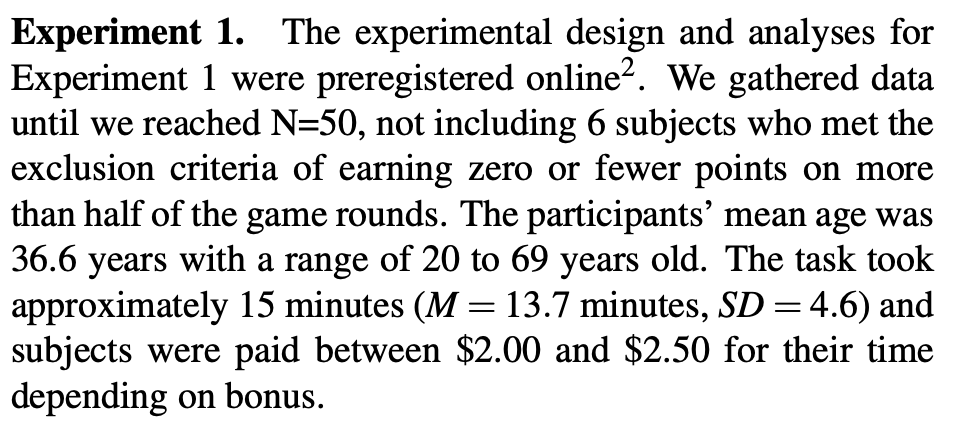 Experiment 1. The experimental design and analyses for
Experiment 1 were preregistered online². We gathered data
until we reached N=50, not including 6 subjects who met the
exclusion criteria of earning zero or fewer points on more
than half of the game rounds. The participants’ mean age was
36.6 years with a range of 20 to 69 years old. The task took
approximately 15 minutes (M = 13.7 minutes, SD = 4.6) and
subjects were paid between $2.00 and $2.50 for their time
depending on bonus.